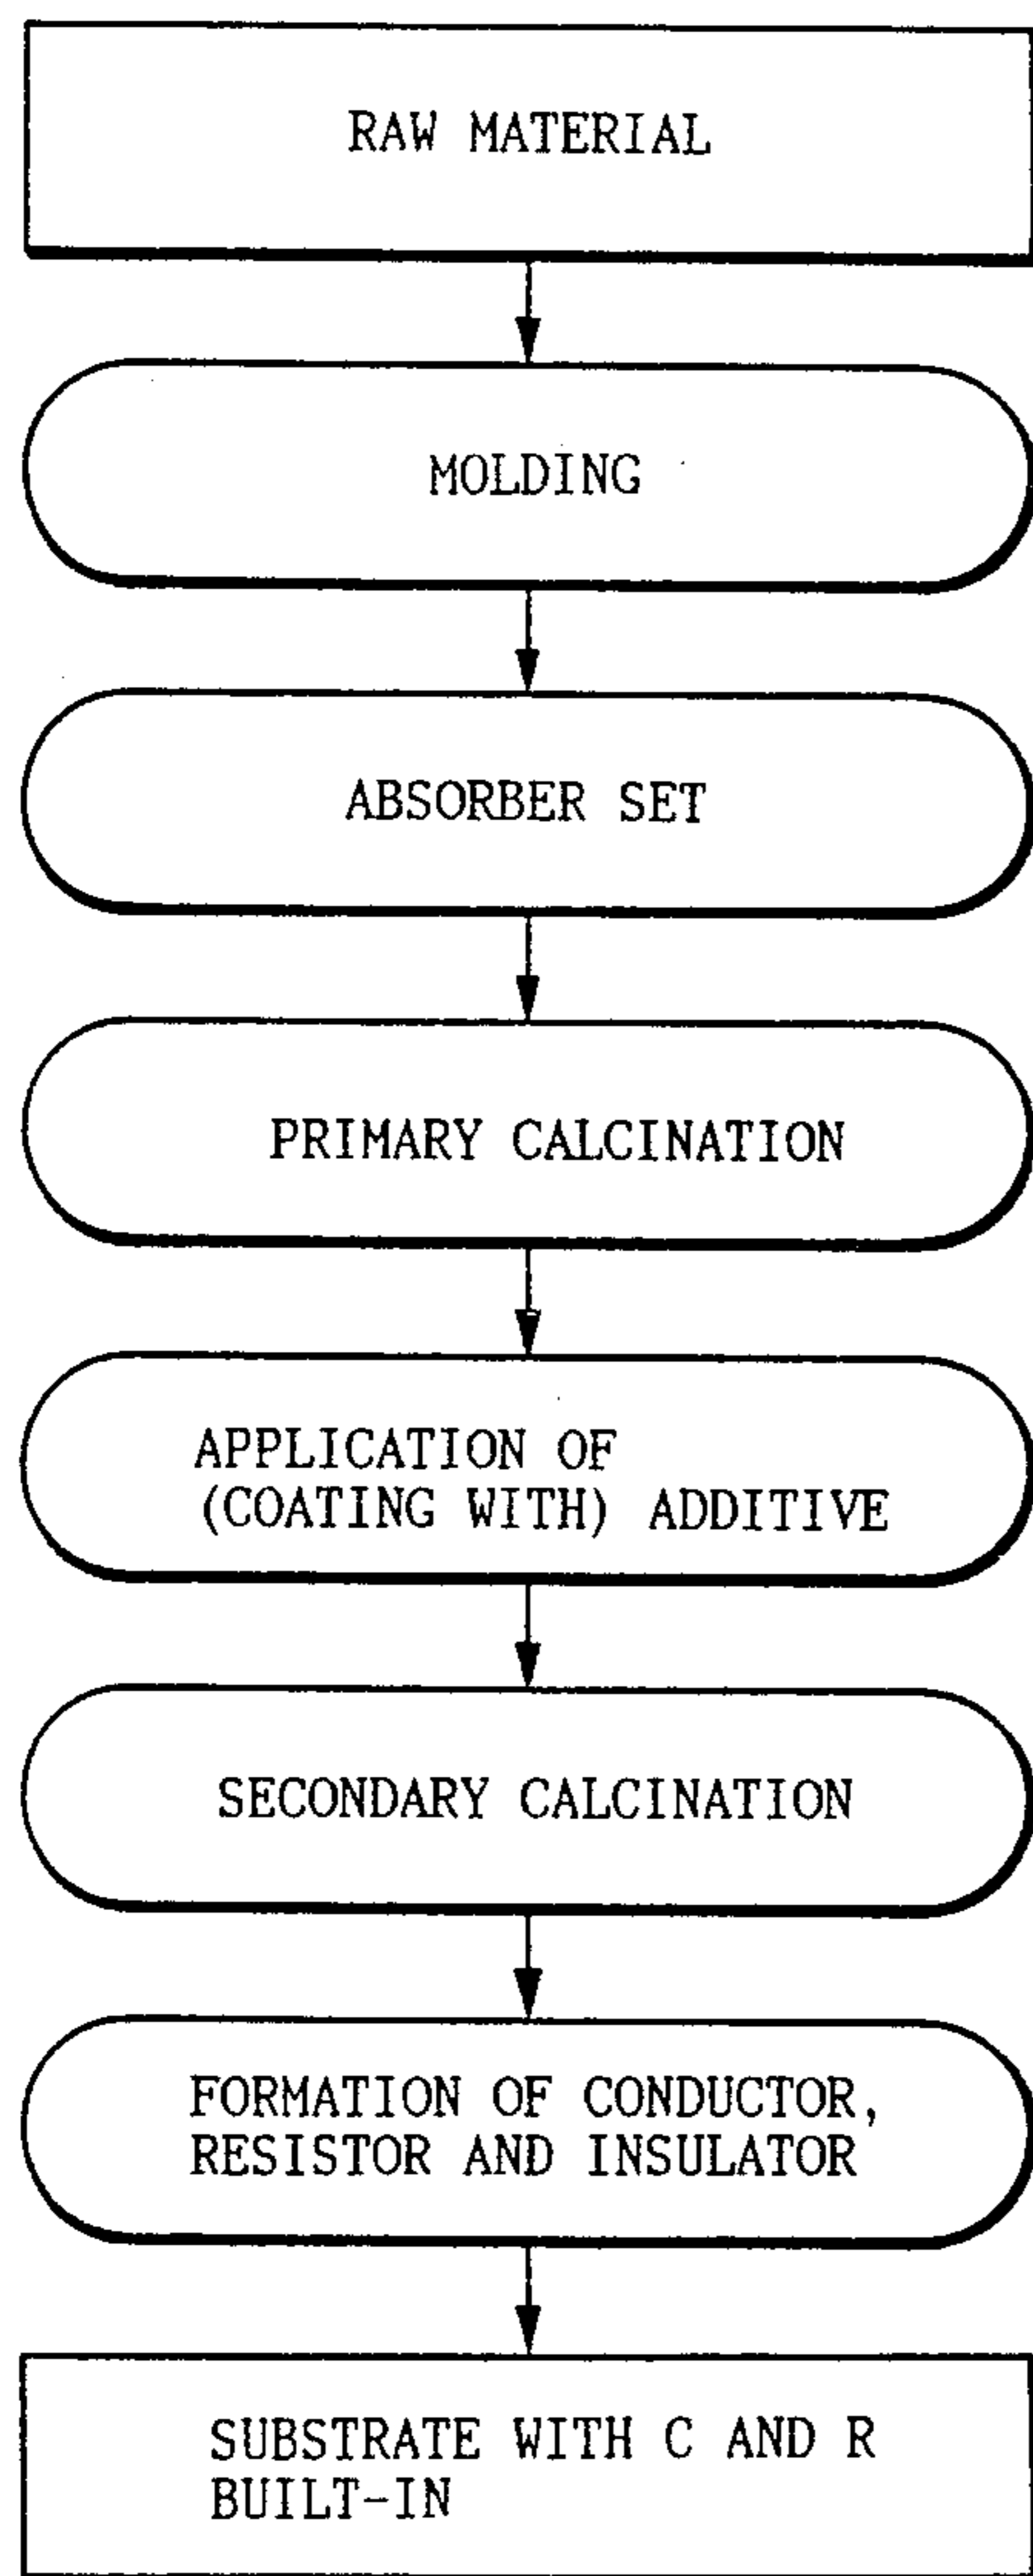 RAW MATERIAL
MOLDING
ABSORBER SET
PRIMARY CALCINATION
APPLICATION OF
(COATING WITH) ADDITIVE
SECONDARY CALCINATION
FORMATION OF CONDUCTOR,
RESISTOR AND INSULATOR
SUBSTRATE WITH C AND R
BUILT-IN